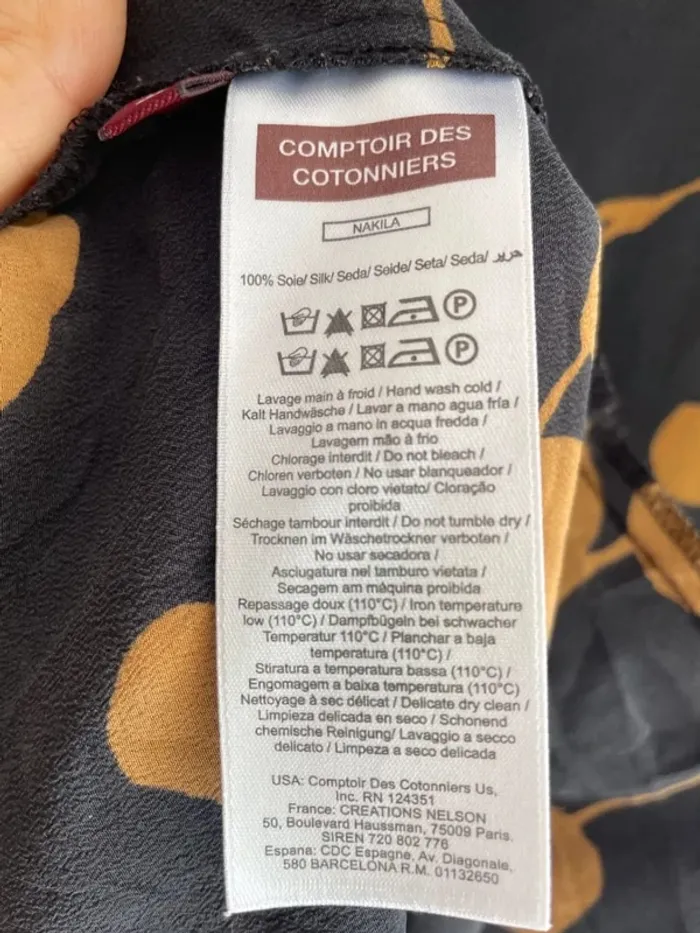 COMPTOIR DES
COTONNIERS
NAKILA
100% Soie/ Silk/ Seda/ Seide/ Seta/ Seda/ حرير
P
P
Lavage main à froid / Hand wash cold /
Kalt Handwäsche / Lavar a mano agua fría /
Lavaggio a mano in acqua fredda /
Lavagem mão à frio
Chlorage interdit / Do not bleach /
Chloren verboten / No usar blanqueador /
Lavaggio con cloro vietato/ Cloração
proibida
Séchage tambour interdit / Do not tumble dry /
Trocknen im Wäschetrockner verboten /
No usar secadora /
Asciugatura nel tamburo vietata /
Secagem am máquina proibida
Repassage doux (110°C) / Iron temperature
low (110°C) / Dampfbügeln bei schwacher
Temperatur 110°C / Planchar a baja
temperatura (110°C) /
Stiratura a temperatura bassa (110°C) /
Engomagem a baixa temperatura (110°C)
Nettoyage à sec délicat / Delicate dry clean /
Limpieza delicada en seco / Schonend
chemische Reinigung/ Lavaggio a secco
delicato / Limpeza a seco delicada
USA: Comptoir Des Cotonniers Us,
Inc. RN 124351
France: CREATIONS NELSON
50, Boulevard Haussman, 75009 Paris.
SIREN 720 802 776
Espana: CDC Espagne, Av. Diagonale,
580 BARCELONA R.M. 01132650